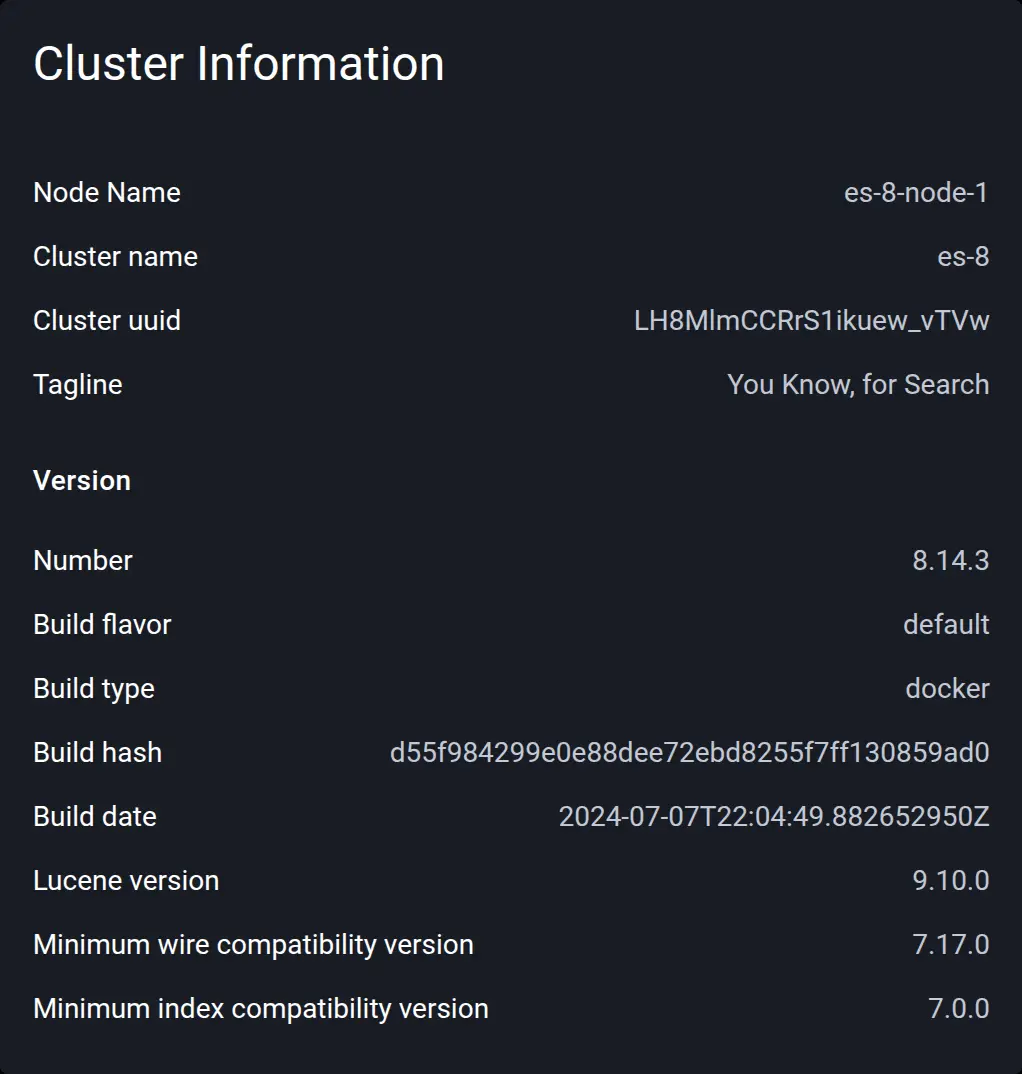 Cluster Information
Node Name es-8-node-1
Cluster name es-8
Cluster uuid LH8MlmCCRrS1ikuew_vTVw
Tagline You Know, for Search
Version
Number 8.14.3
Build flavor default
Build type docker
Build hash d55f984299e0e88dee72ebd8255f7ff130859ad0
Build date 2024-07-07T22:04:49.882652950Z
Lucene version 9.10.0
Minimum wire compatibility version 7.17.0
Minimum index compatibility version 7.0.0